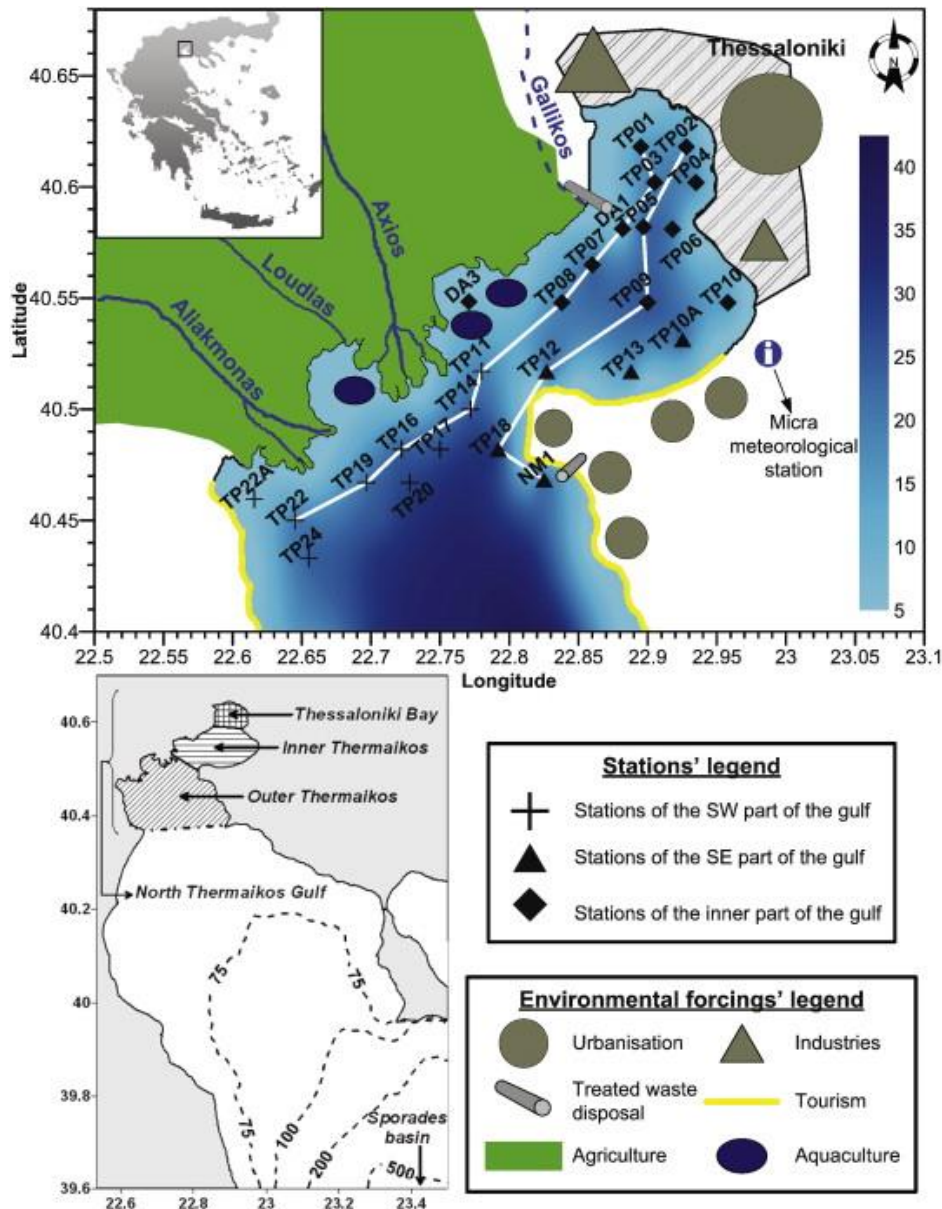 Thessaloniki
N
Gallikos
Axios
Loudias
Aliakmonas
TP01
TP02
TP03
TP04
DA1
TP05
TP06
TP07
TP08
TP09
TP10
DA3
TP10A
TP11
TP12
TP13
TP14
TP16
TP17
TP18
NM1
TP19
TP20
TP22A
TP22
TP24
i
Micra
meteorological
station
Latitude
40.65
40.6
40.55
40.5
40.45
40.4
22.5 22.6 22.65 22.7 22.75 22.8 22.85 22.9 22.95 23 23.05 23.1
Longitude
40
35
30
25
20
15
10
5
40.6
40.4
40.2
40
39.8
39.6
22.6 22.8 23 23.2 23.4
Thessaloniki Bay
Inner Thermaikos
Outer Thermaikos
North Thermaikos Gulf
75
75
75
100
200
500
Sporades
basin
Stations' legend
Stations of the SW part of the gulf
Stations of the SE part of the gulf
Stations of the inner part of the gulf
Environmental forcings' legend
Urbanisation
Industries
Treated waste
disposal
Tourism
Agriculture
Aquaculture